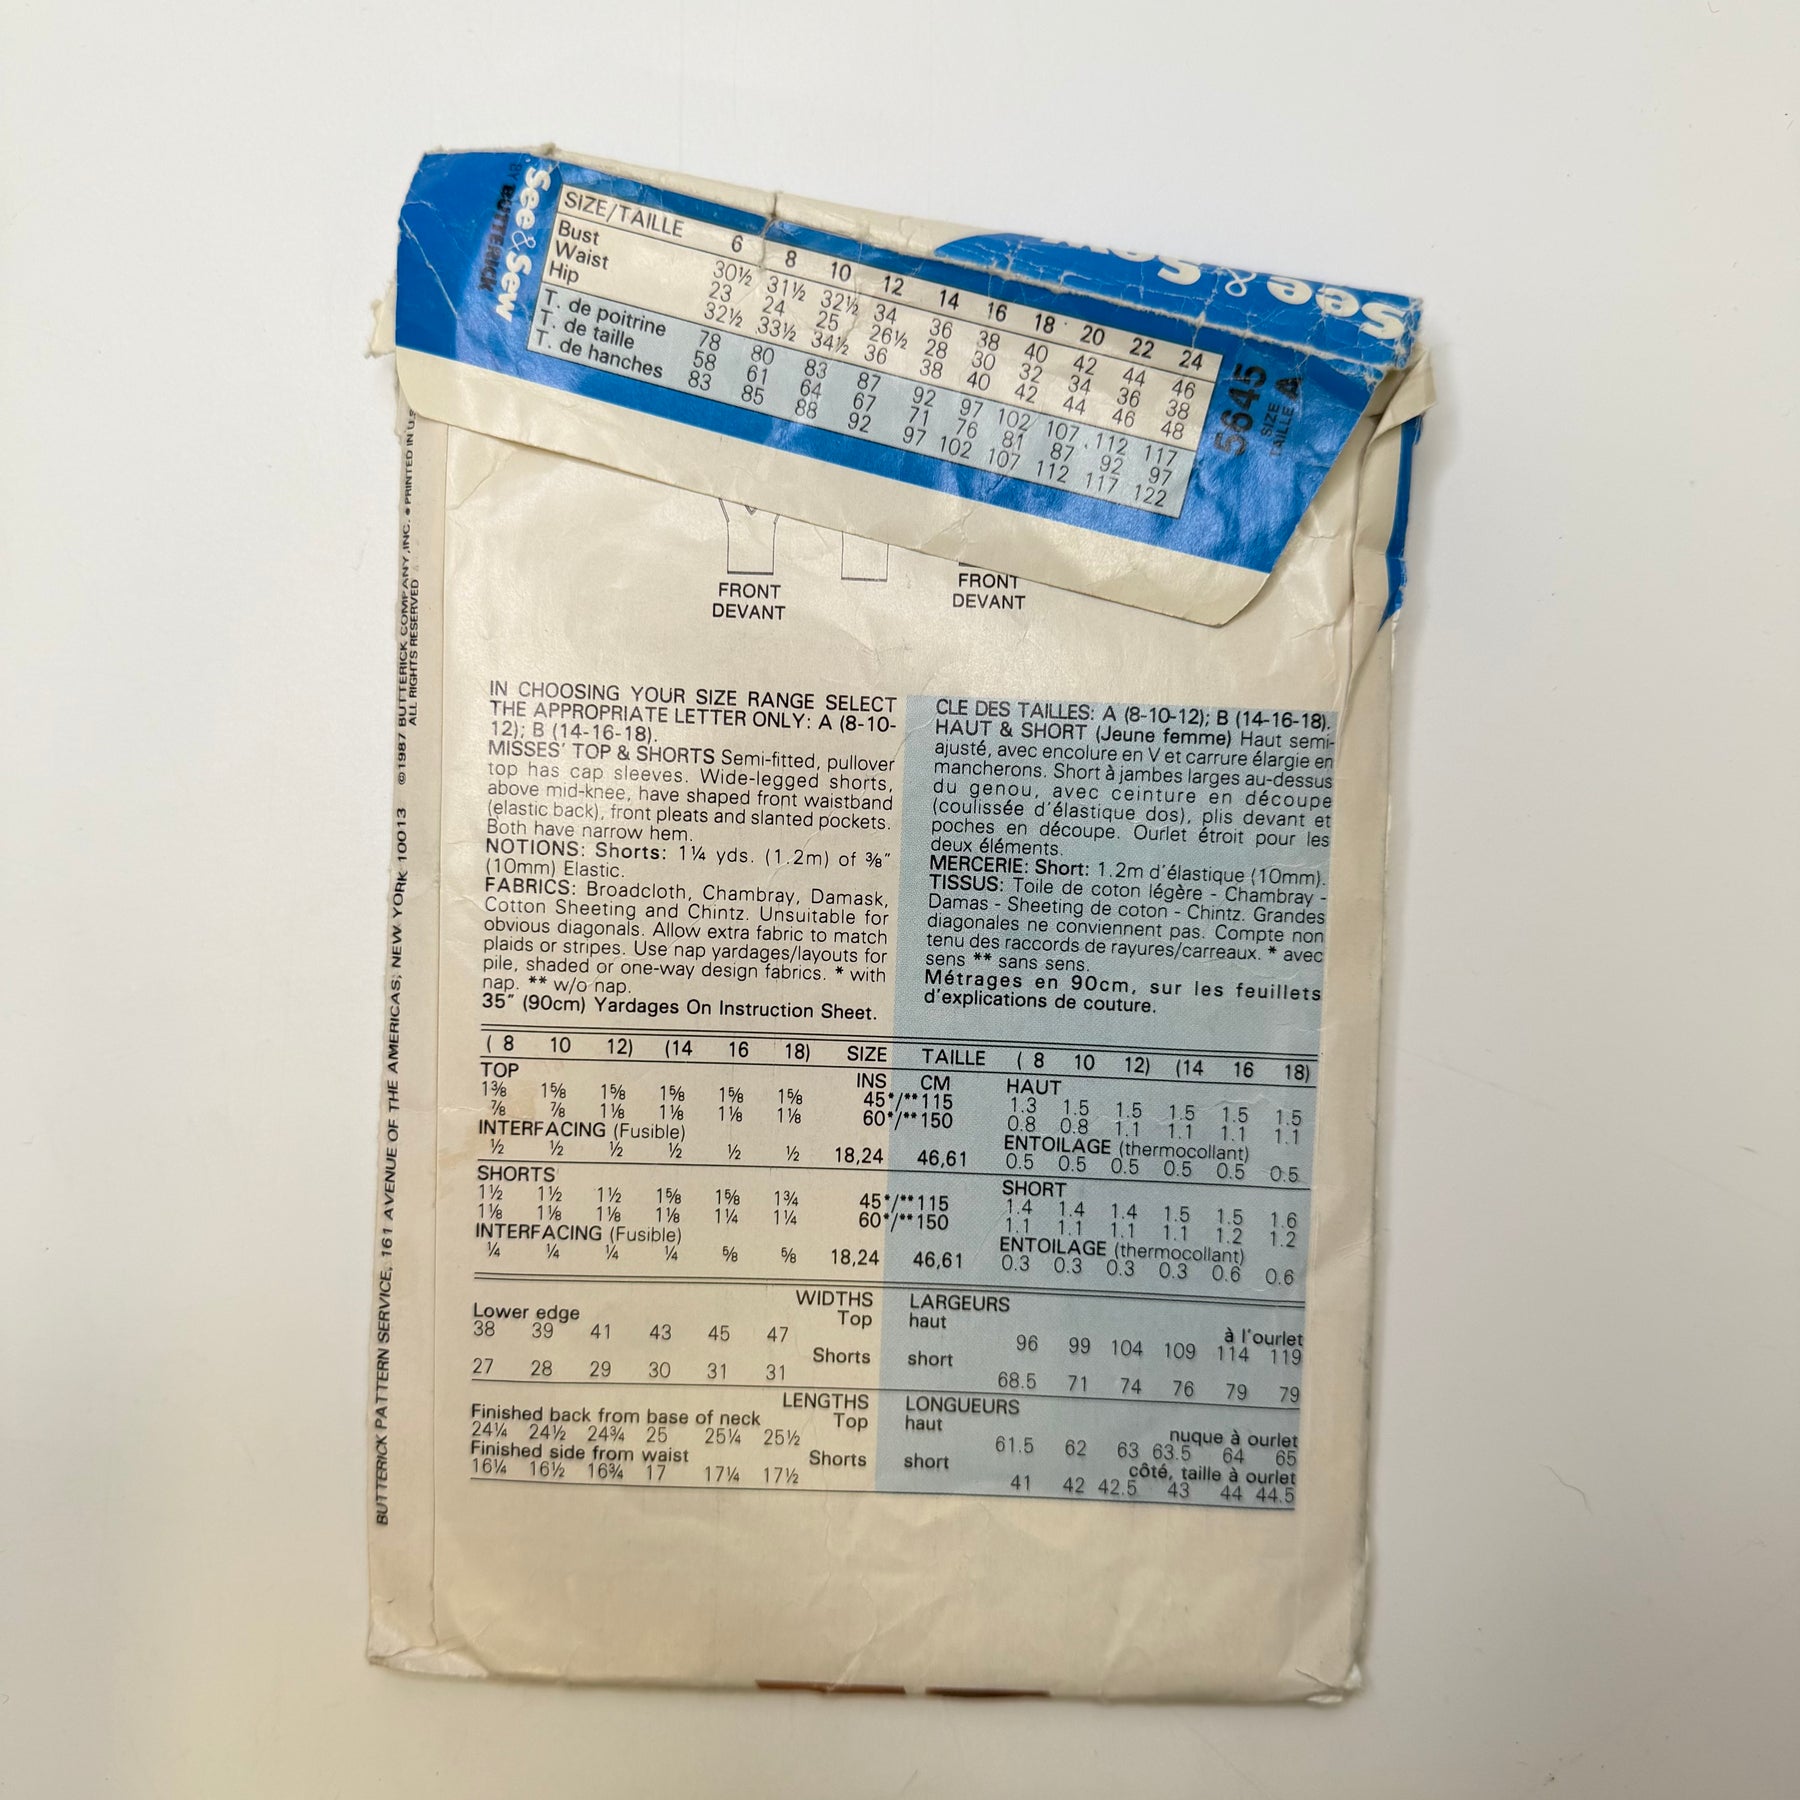 See & Sew
BY BUTTERICK
See & Sew
SIZE/TAILLE 6 8 10 12 14 16 18 20 22 24
Bust 30½ 31½ 32½ 34 36 38 40 42 44 46
Waist 23 24 25 26½ 28 30 32 34 36 38
Hip 32½ 33½ 34½ 36 38 40 42 44 46 48
T. de poitrine 78 80 83 87 92 97 102 107 112 117
T. de taille 58 61 64 67 71 76 81 87 92 97
T. de hanches 83 85 88 92 97 102 107 112 117 122
5645
SIZE
TAILLE A
FRONT
DEVANT
FRONT
DEVANT
IN CHOOSING YOUR SIZE RANGE SELECT
THE APPROPRIATE LETTER ONLY: A (8-10-
12); B (14-16-18).
MISSES' TOP & SHORTS Semi-fitted, pullover
top has cap sleeves. Wide-legged shorts,
above mid-knee, have shaped front waistband
(elastic back), front pleats and slanted pockets.
Both have narrow hem.
NOTIONS: Shorts: 1¼ yds. (1.2m) of ⅜"
(10mm) Elastic.
FABRICS: Broadcloth, Chambray, Damask,
Cotton Sheeting and Chintz. Unsuitable for
obvious diagonals. Allow extra fabric to match
plaids or stripes. Use nap yardages/layouts for
pile, shaded or one-way design fabrics. * with
nap. ** w/o nap.
35" (90cm) Yardages On Instruction Sheet.
CLE DES TAILLES: A (8-10-12); B (14-16-18).
HAUT & SHORT (Jeune femme) Haut semi-
ajusté, avec encolure en V et carrure élargie en
mancherons. Short à jambes larges au-dessus
du genou, avec ceinture en découpe
(coulissée d'élastique dos), plis devant et
poches en découpe. Ourlet étroit pour les
deux éléments.
MERCERIE: Short: 1.2m d'élastique (10mm).
TISSUS: Toile de coton légère - Chambray -
Damas - Sheeting de coton - Chintz. Grandes
diagonales ne conviennent pas. Compte non
tenu des raccords de rayures/carreaux. * avec
sens ** sans sens.
Métrages en 90cm, sur les feuillets
d'explications de couture.
( 8 10 12) (14 16 18) SIZE TAILLE ( 8 10 12) (14 16 18)
TOP INS CM HAUT
1⅜ 1⅝ 1⅝ 1⅝ 1⅝ 1⅝ 45*/**115 1.3 1.5 1.5 1.5 1.5 1.5
⅞ ⅞ 1⅛ 1⅛ 1⅛ 1⅛ 60*/**150 0.8 0.8 1.1 1.1 1.1 1.1
INTERFACING (Fusible) ENTOILAGE (thermocollant)
½ ½ ½ ½ ½ ½ 18,24 46,61 0.5 0.5 0.5 0.5 0.5 0.5
SHORTS SHORT
1½ 1½ 1½ 1⅝ 1⅝ 1¾ 45*/**115 1.4 1.4 1.4 1.5 1.5 1.6
1⅛ 1⅛ 1⅛ 1⅛ 1¼ 1¼ 60*/**150 1.1 1.1 1.1 1.1 1.2 1.2
INTERFACING (Fusible) ENTOILAGE (thermocollant)
¼ ¼ ¼ ¼ ⅝ ⅝ 18,24 46,61 0.3 0.3 0.3 0.3 0.6 0.6
WIDTHS LARGEURS
Lower edge Top haut à l'ourlet
38 39 41 43 45 47 96 99 104 109 114 119
Shorts short
27 28 29 30 31 31 68.5 71 74 76 79 79
LENGTHS LONGUEURS
Finished back from base of neck Top haut nuque à ourlet
24¼ 24½ 24¾ 25 25¼ 25½ 61.5 62 63 63.5 64 65
Finished side from waist Shorts short côté, taille à ourlet
16¼ 16½ 16¾ 17 17¼ 17½ 41 42 42.5 43 44 44.5
BUTTERICK PATTERN SERVICE, 161 AVENUE OF THE AMERICAS, NEW YORK 10013 ©1987 BUTTERICK COMPANY, INC. • PRINTED IN U.S.
ALL RIGHTS RESERVED